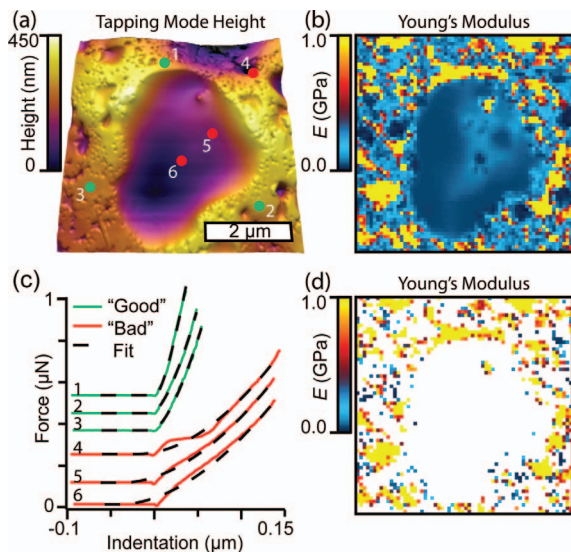 (a) Tapping Mode Height
450
Height (nm)
0
1
4
5
6
3
2
2 µm
(b) Young's Modulus
1.0
E (GPa)
0.0
(c)
1
Force (µN)
0
"Good"
"Bad"
Fit
1
2
3
4
5
6
-0.1
0
0.15
Indentation (µm)
(d) Young's Modulus
1.0
E (GPa)
0.0